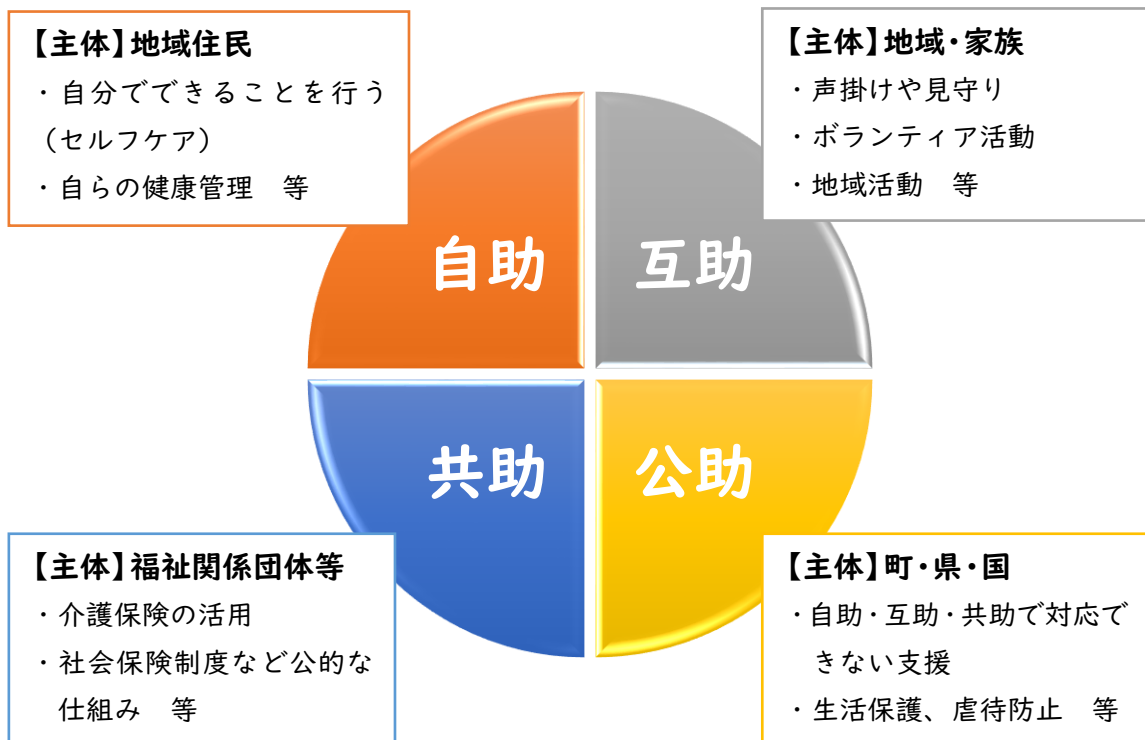 【主体】地域住民
・自分でできることを行う
（セルフケア）
・自らの健康管理　等
【主体】地域・家族
・声掛けや見守り
・ボランティア活動
・地域活動　等
自助
互助
共助
公助
【主体】福祉関係団体等
・介護保険の活用
・社会保険制度など公的な
仕組み　等
【主体】町・県・国
・自助・互助・共助で対応で
きない支援
・生活保護、虐待防止　等